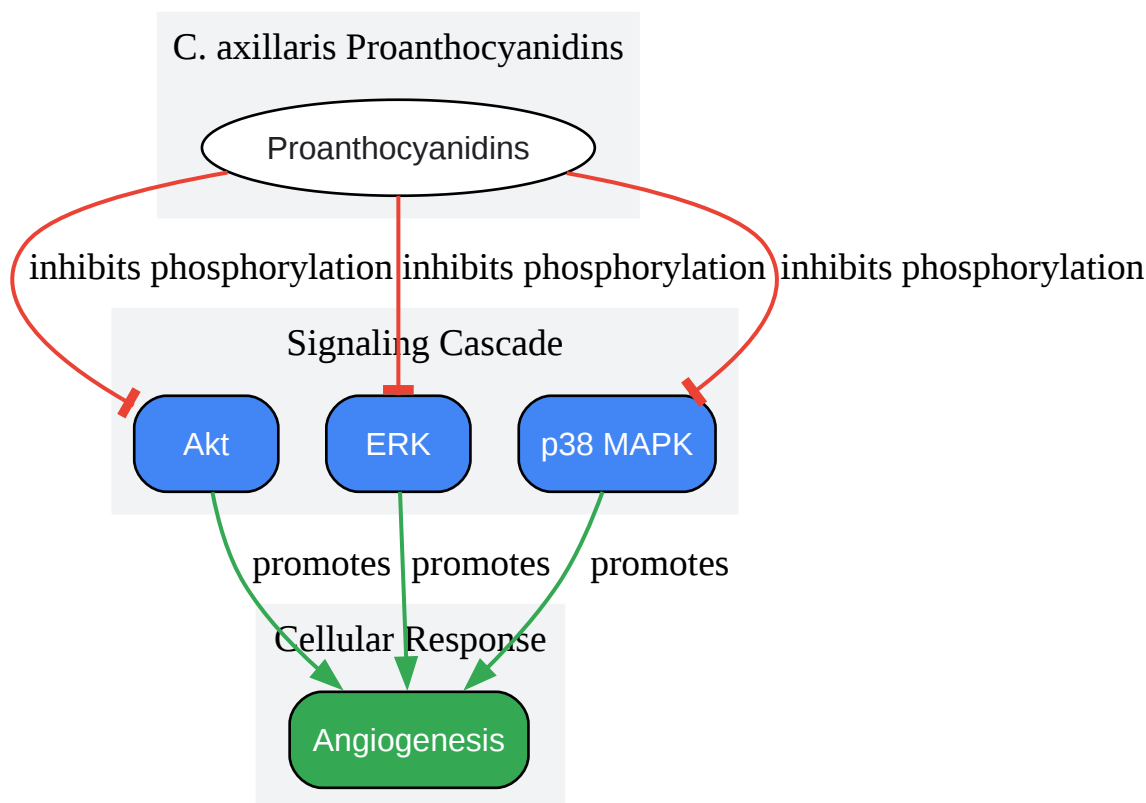 C. axillaris Proanthocyanidins
Proanthocyanidins
inhibits phosphorylation
inhibits phosphorylation
inhibits phosphorylation
Signaling Cascade
Akt
ERK
p38 MAPK
promotes
promotes
promotes
Cellular Response
Angiogenesis